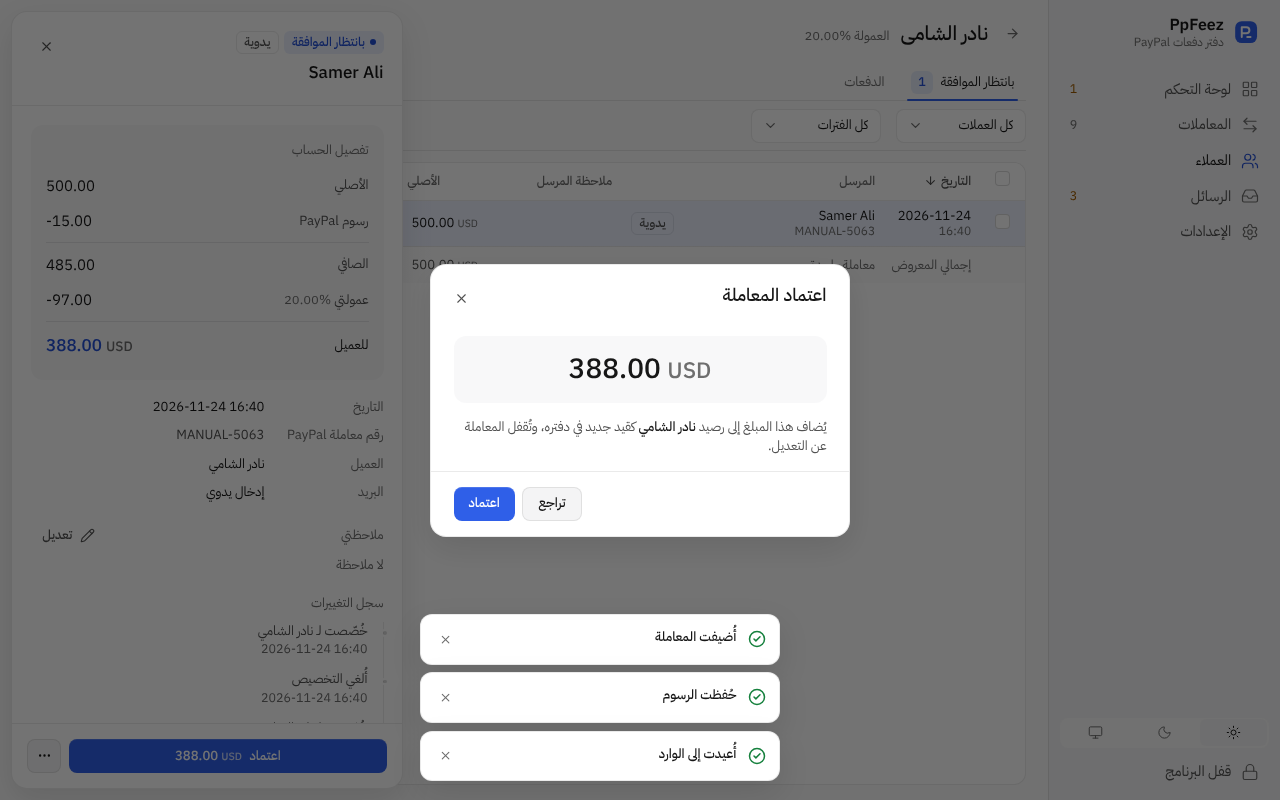 PpFeez
دفتر دفعات PayPal
لوحة التحكم 1
المعاملات 9
العملاء
الرسائل 3
الإعدادات
قفل البرنامج
نادر الشامي العمولة 20.00%
بانتظار الموافقة 1
الدفعات
كل العملات
كل الفترات
التاريخ ↓ المرسل ملاحظة المرسل الأصلي
2026-11-24 Samer Ali يدوية 500.00 USD
16:40 MANUAL-5063
إجمالي المعروض
بانتظار الموافقة يدوية
Samer Ali
تفصيل الحساب
الأصلي 500.00
رسوم PayPal -15.00
الصافي 485.00
عمولتي 20.00% -97.00
للعميل 388.00 USD
التاريخ 2026-11-24 16:40
رقم معاملة PayPal MANUAL-5063
العميل نادر الشامي
البريد إدخال يدوي
ملاحظتي تعديل
لا ملاحظة
سجل التغييرات
خُصّصت لـ نادر الشامي
2026-11-24 16:40
أُلغي التخصيص
2026-11-24 16:40
اعتماد 388.00 USD
اعتماد المعاملة
388.00 USD
يُضاف هذا المبلغ إلى رصيد نادر الشامي كقيد جديد في دفتره، وتُقفل المعاملة
عن التعديل.
تراجع
اعتماد
أُضيفت المعاملة
حُفظت الرسوم
أُعيدت إلى الوارد